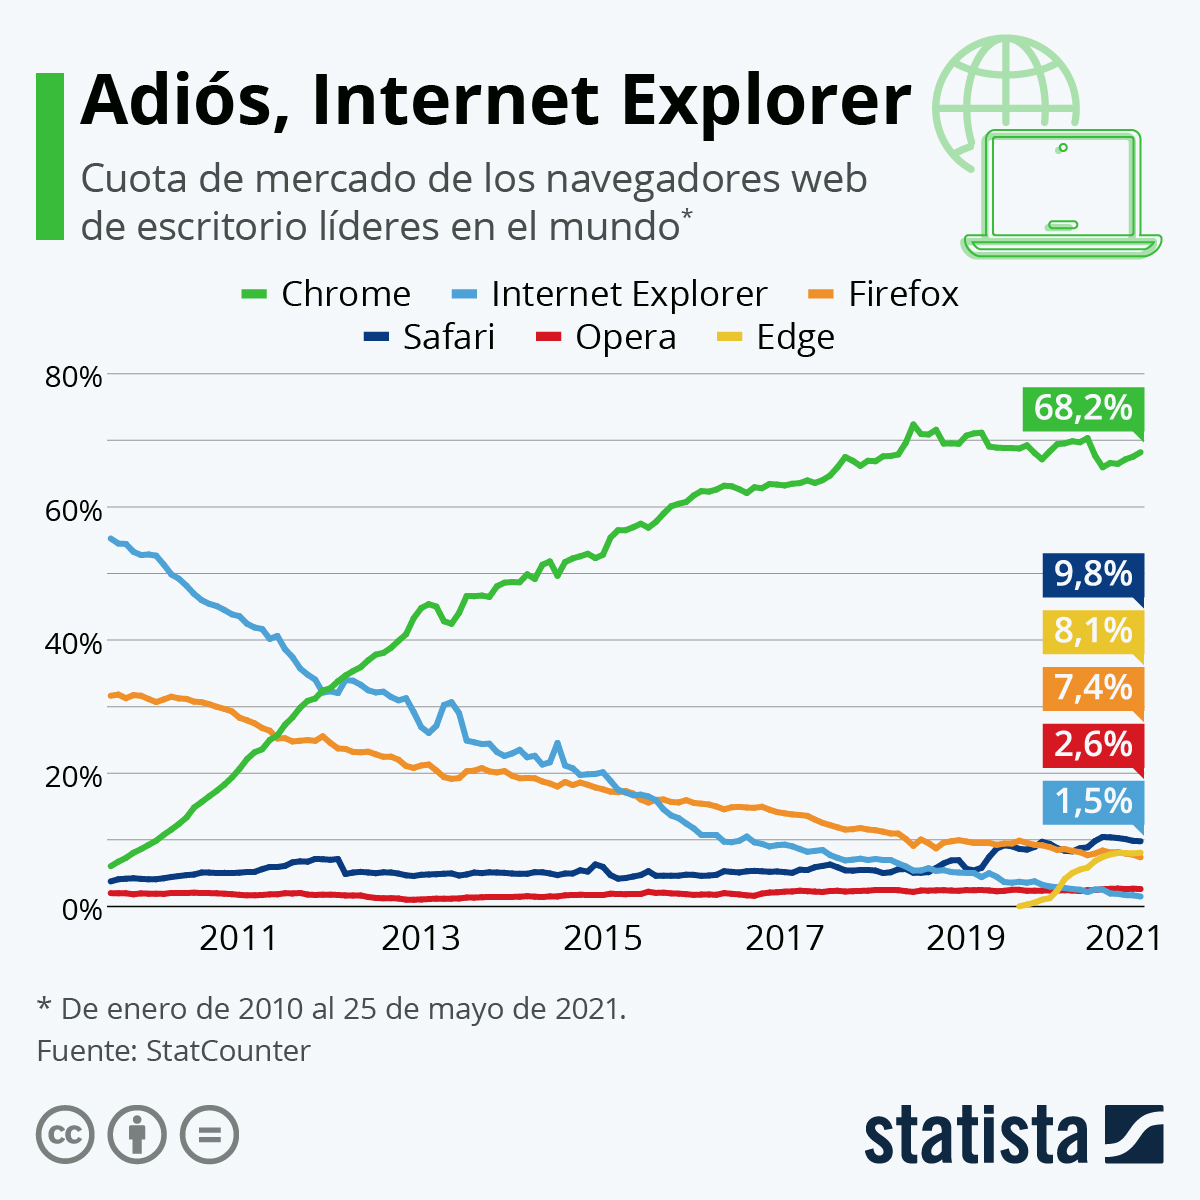 Adiós, Internet Explorer
Cuota de mercado de los navegadores web
de escritorio líderes en el mundo*
Chrome Internet Explorer Firefox
Safari Opera Edge
80%
68,2%
60%
9,8%
8,1%
40%
7,4%
2,6%
20%
1,5%
0%
2011 2013 2015 2017 2019 2021
* De enero de 2010 al 25 de mayo de 2021.
Fuente: StatCounter
cc
statista